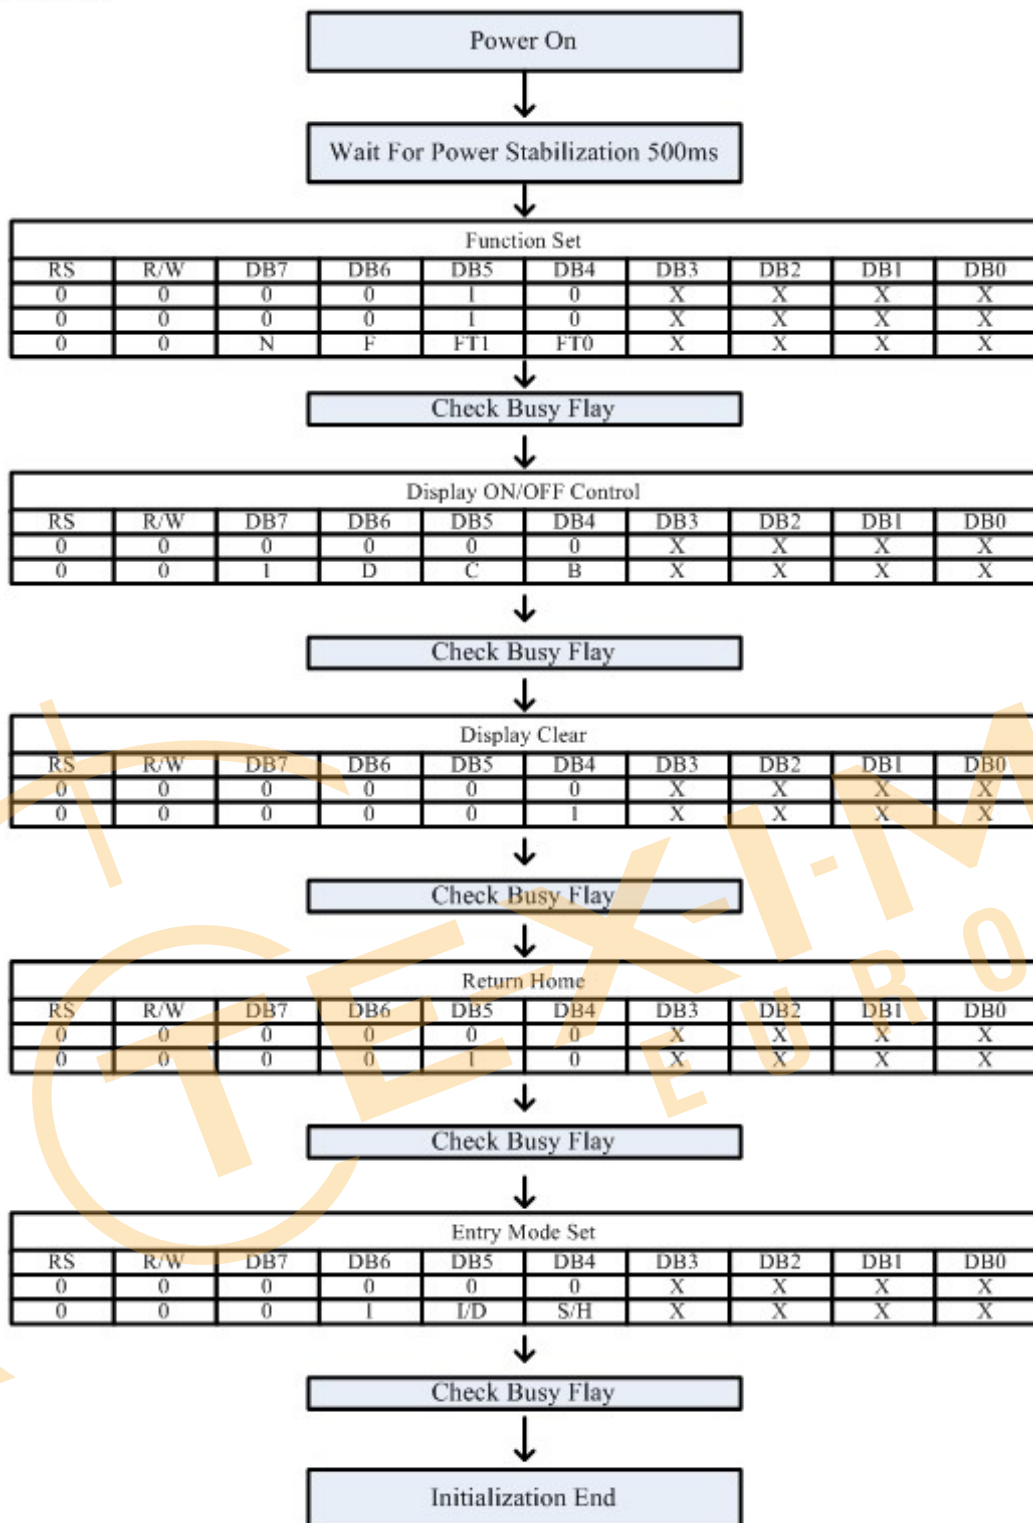 Power On
Wait For Power Stabilization 500ms
Function Set
RS R/W DB7 DB6 DB5 DB4 DB3 DB2 DB1 DB0
0 0 0 0 1 0 X X X X
0 0 0 0 1 0 X X X X
0 0 N F FT1 FT0 X X X X
Check Busy Flay
Display ON/OFF Control
RS R/W DB7 DB6 DB5 DB4 DB3 DB2 DB1 DB0
0 0 0 0 0 0 X X X X
0 0 1 D C B X X X X
Check Busy Flay
Display Clear
RS R/W DB7 DB6 DB5 DB4 DB3 DB2 DB1 DB0
0 0 0 0 0 0 X X X X
0 0 0 0 0 1 X X X X
Check Busy Flay
Return Home
RS R/W DB7 DB6 DB5 DB4 DB3 DB2 DB1 DB0
0 0 0 0 0 0 X X X X
0 0 0 0 1 0 X X X X
Check Busy Flay
Entry Mode Set
RS R/W DB7 DB6 DB5 DB4 DB3 DB2 DB1 DB0
0 0 0 0 0 0 X X X X
0 0 0 1 I/D S/H X X X X
Check Busy Flay
Initialization End
TEX-IM
EURO